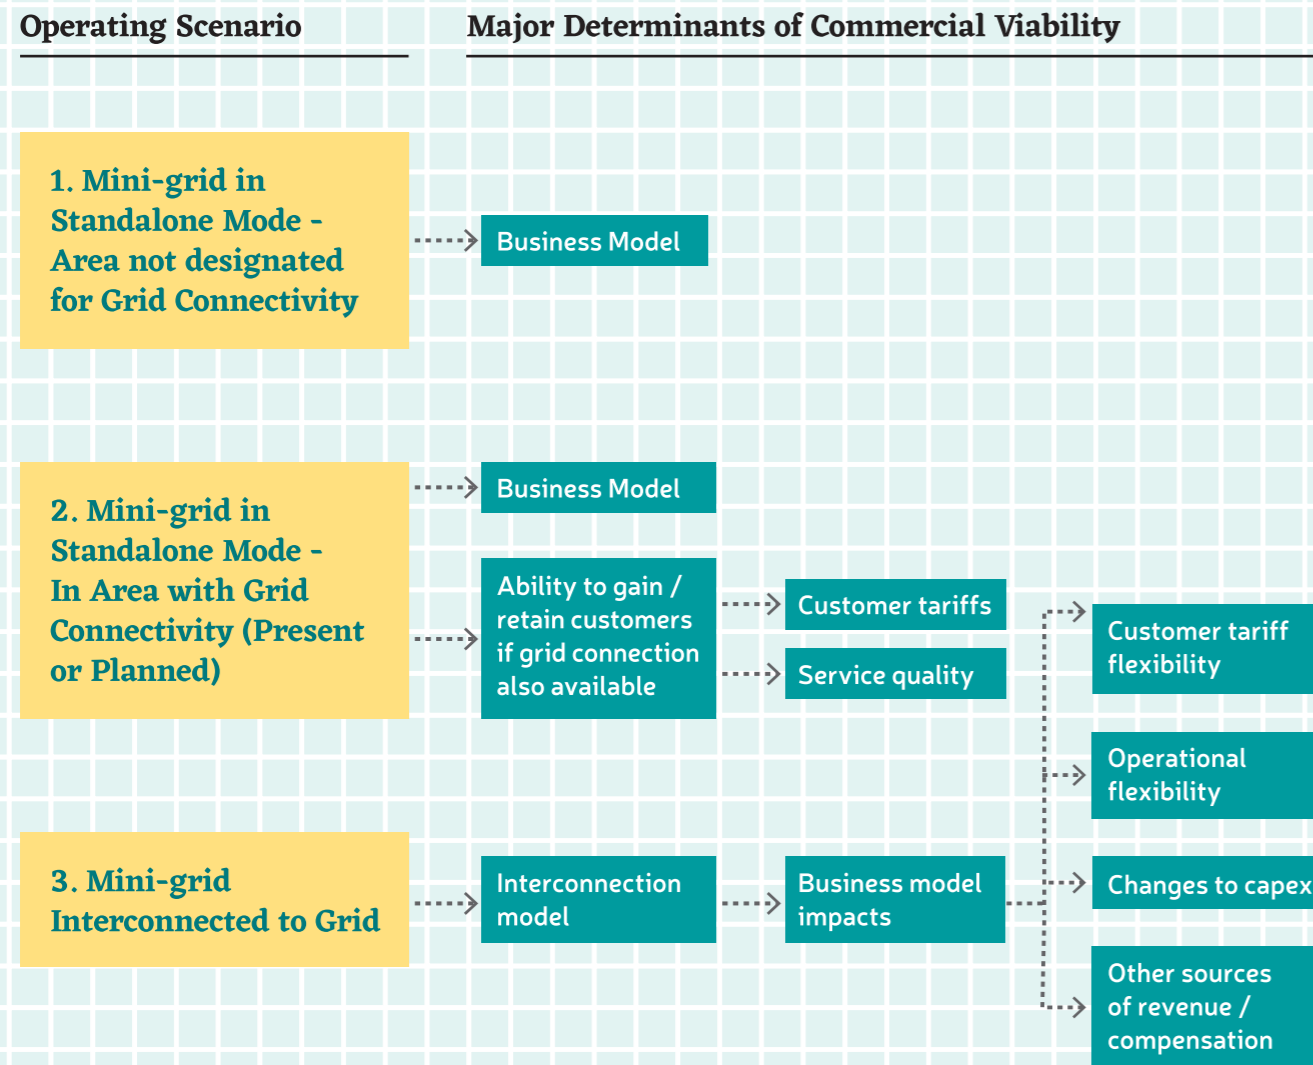 Operating Scenario
Major Determinants of Commercial Viability
1. Mini-grid in
Standalone Mode -
Area not designated
for Grid Connectivity
Business Model
2. Mini-grid in
Standalone Mode -
In Area with Grid
Connectivity (Present
or Planned)
Business Model
Ability to gain /
retain customers
if grid connection
also available
Customer tariffs
Service quality
3. Mini-grid
Interconnected to Grid
Interconnection
model
Business model
impacts
Customer tariff
flexibility
Operational
flexibility
Changes to capex
Other sources
of revenue /
compensation